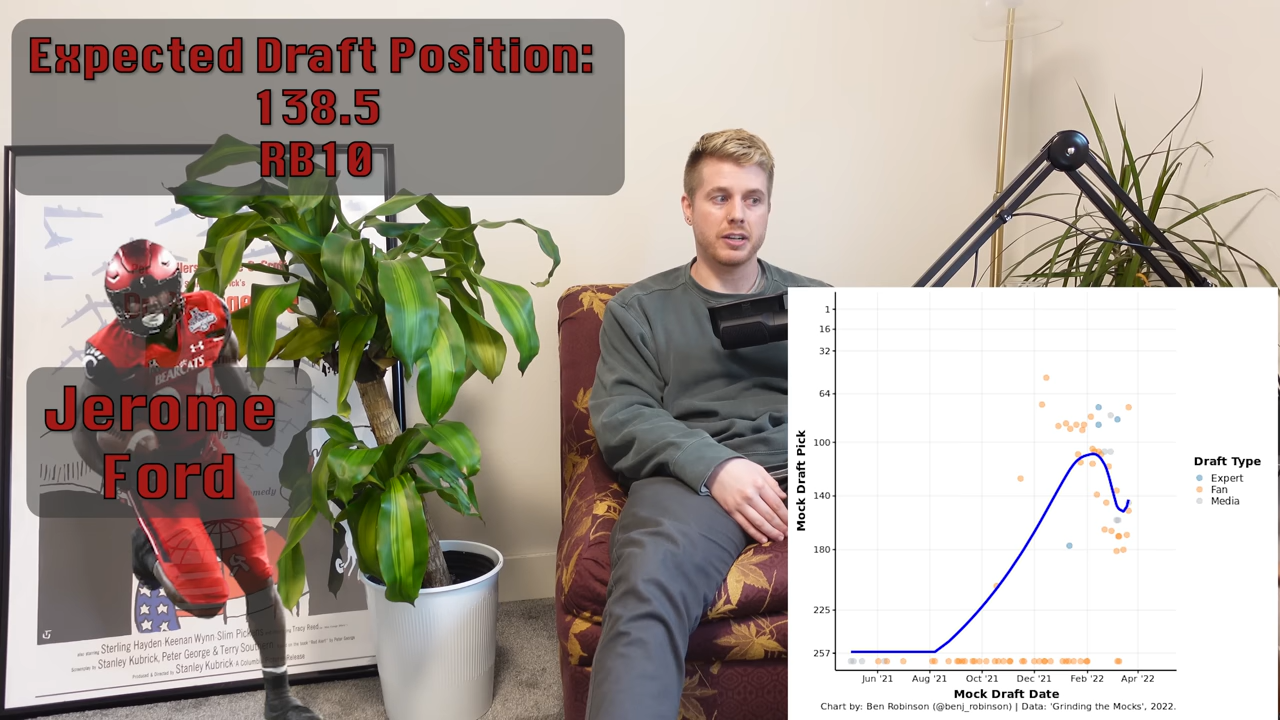 Expected Draft Position:
138.5
RB10
BEARCATS
Jerome
Ford
and starring Sterling Hayden Keenan Wynn Slim
Stanley Kubrick, Peter George & Terry
Stanley Kubrick
1
16
32
64
100
140
180
225
257
Mock Draft Pick
Jun '21
Aug '21
Oct '21
Dec '21
Feb '22
Apr '22
Mock Draft Date
Draft Type
Expert
Fan
Media
Chart by: Ben Robinson (@benj_robinson) | Data: 'Grinding the Mocks', 2022.